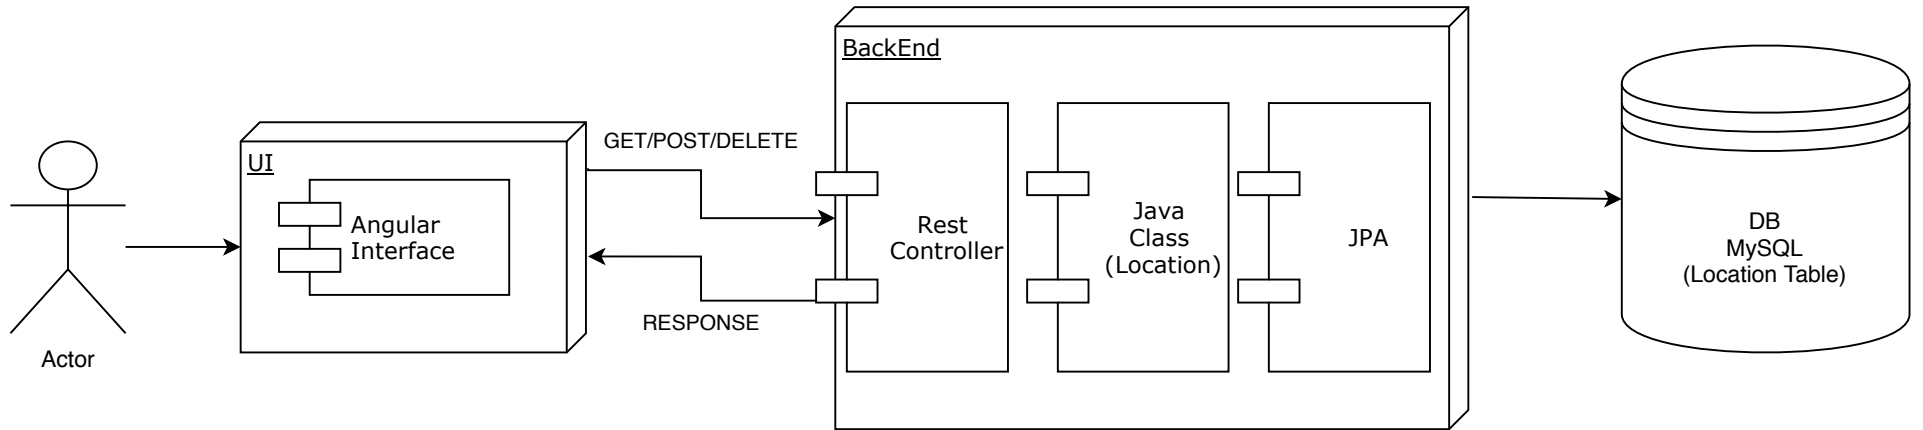 Actor
UI
Angular
Interface
GET/POST/DELETE
RESPONSE
BackEnd
Rest
Controller
Java
Class
(Location)
JPA
DB
MySQL
(Location Table)